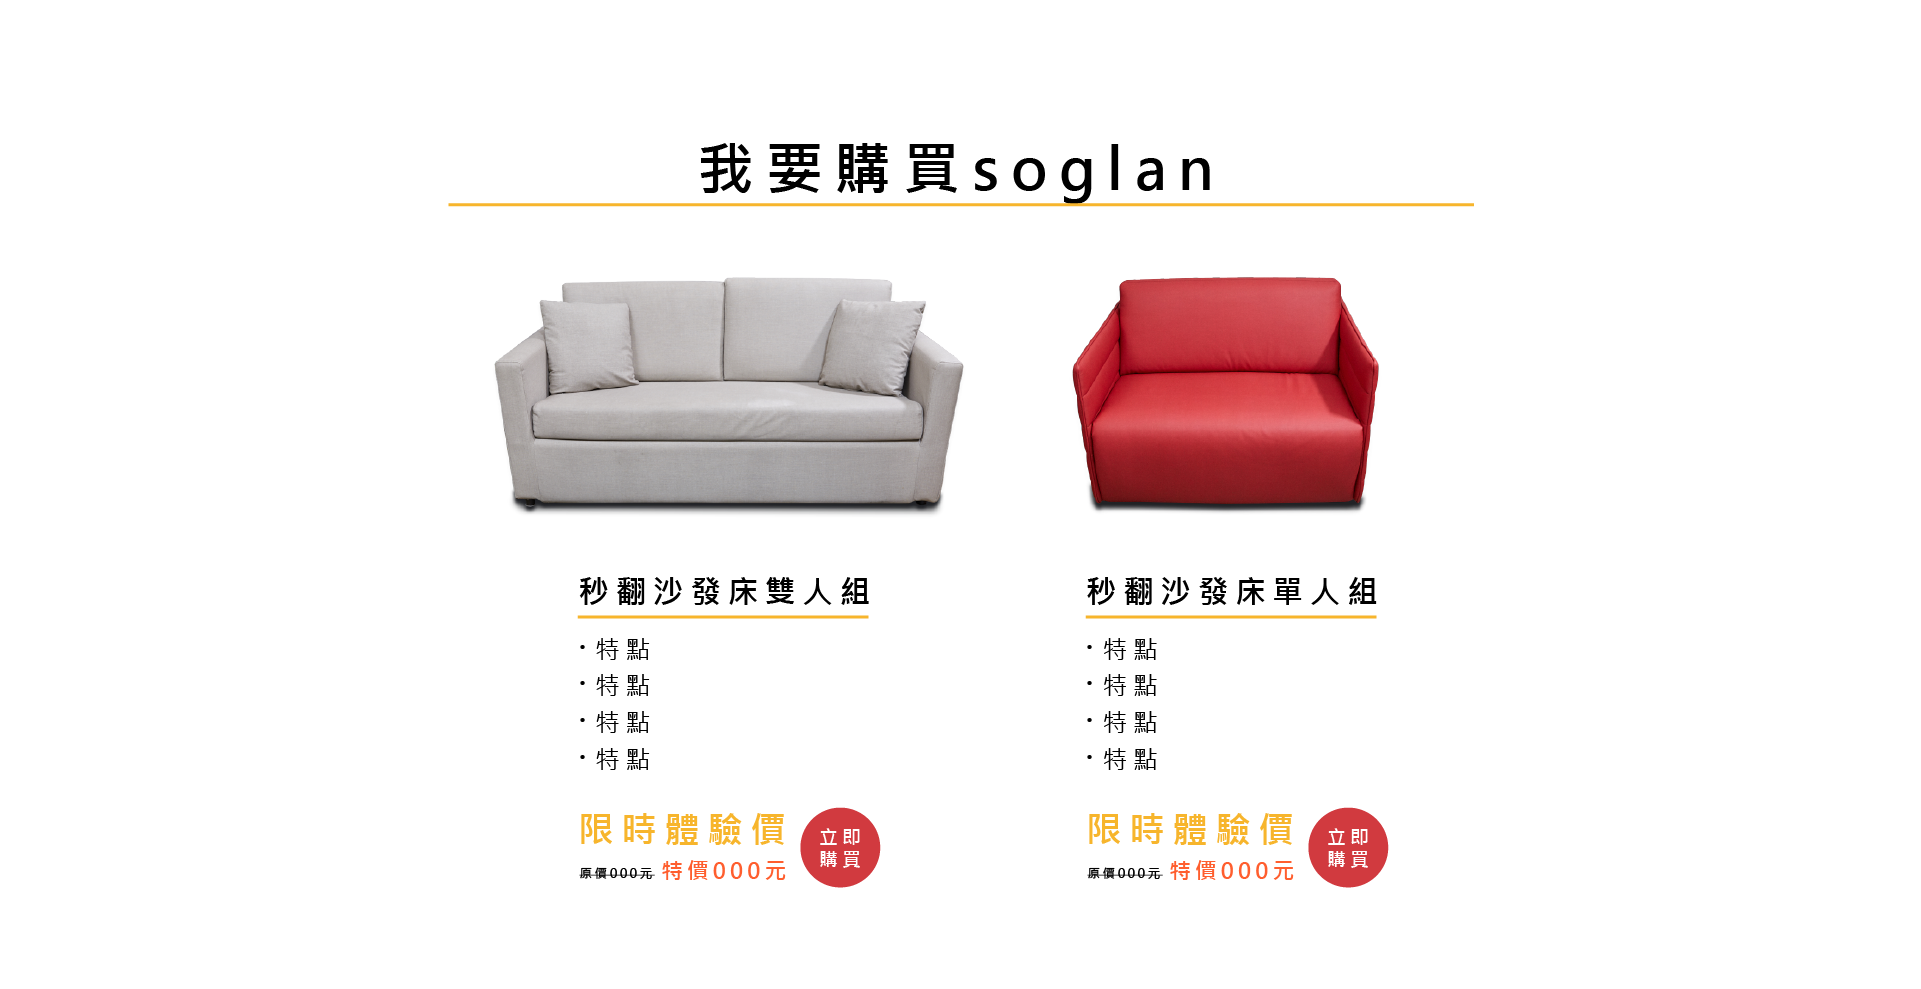 我要購買soglan
秒翻沙發床雙人組
·特點
·特點
·特點
·特點
限時體驗價
原價000元 特價000元
立即
購買
秒翻沙發床單人組
·特點
·特點
·特點
·特點
限時體驗價
原價000元 特價000元
立即
購買